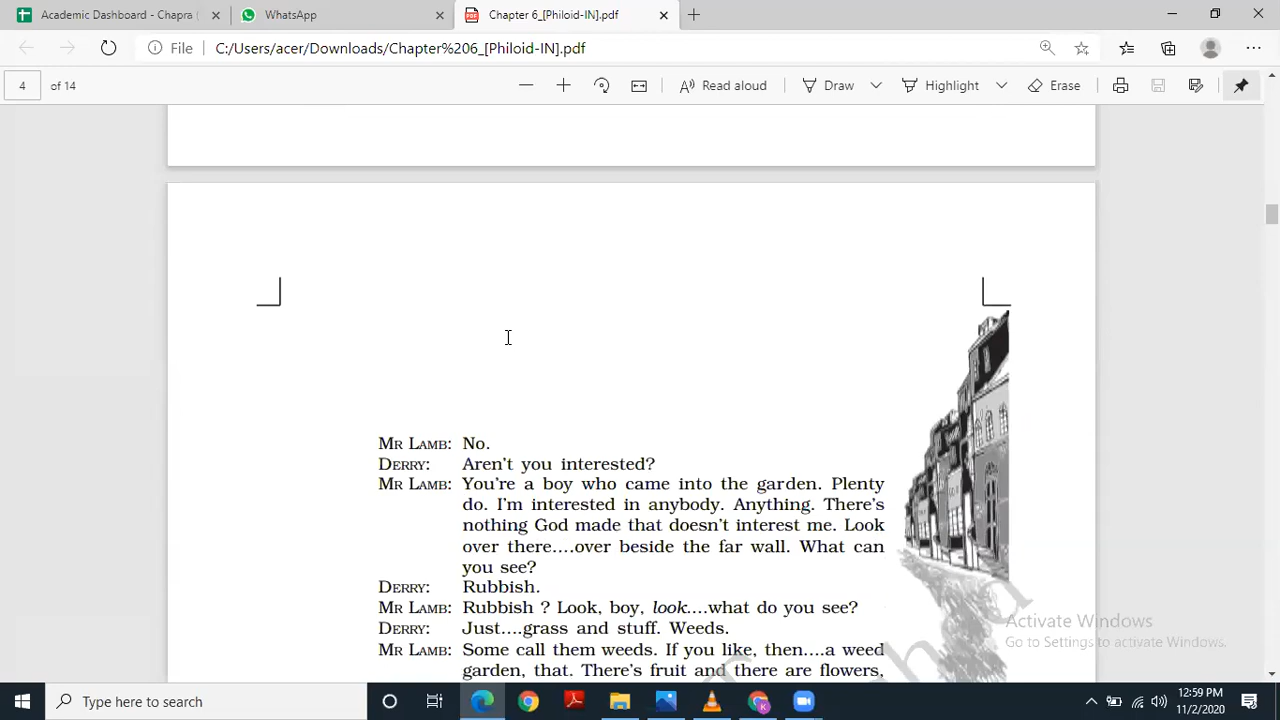 Academic Dashboard - Chapra (
WhatsApp
Chapter 6_[Philoid-IN].pdf
File
C:/Users/acer/Downloads/Chapter%206_[Philoid-IN].pdf
4 of 14
Read aloud
Draw
Highlight
Erase
MR LAMB: No.
DERRY: Aren't you interested?
MR LAMB: You're a boy who came into the garden. Plenty
do. I'm interested in anybody. Anything. There's
nothing God made that doesn't interest me. Look
over there....over beside the far wall. What can
you see?
DERRY: Rubbish.
MR LAMB: Rubbish ? Look, boy, look....what do you see?
DERRY: Just....grass and stuff. Weeds.
MR LAMB: Some call them weeds. If you like, then....a weed
garden, that. There's fruit and there are flowers,
Activate Windows
Go to Settings to activate Windows.
Type here to search
12:59 PM
11/2/2020